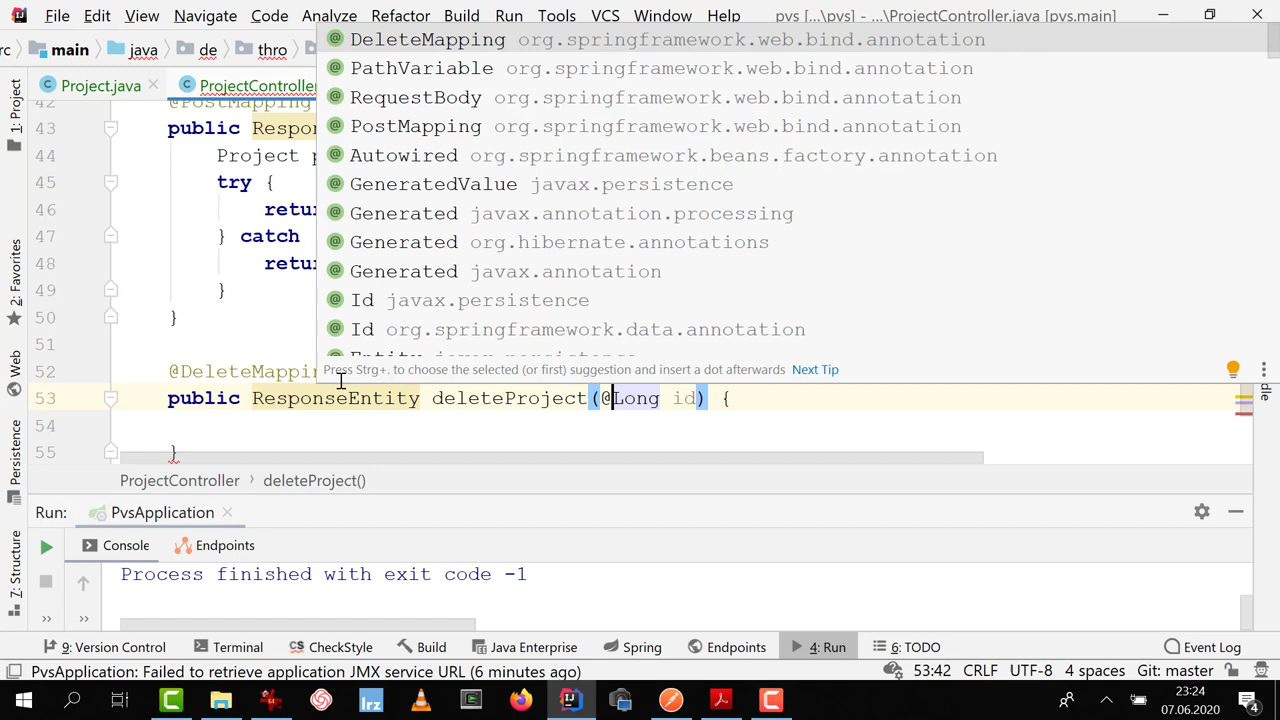 File Edit View Navigate Code Analyze Refactor Build Run Tools VCS Window Help pvs [...\pvs] - ...\ProjectController.java [pvs.main]
rc main java de thro
Project.java ProjectController
DeleteMapping org.springframework.web.bind.annotation
PathVariable org.springframework.web.bind.annotation
RequestBody org.springframework.web.bind.annotation
PostMapping org.springframework.web.bind.annotation
Autowired org.springframework.beans.factory.annotation
GeneratedValue javax.persistence
Generated javax.annotation.processing
Generated org.hibernate.annotations
Generated javax.annotation
Id javax.persistence
Id org.springframework.data.annotation
Entity javax.persistence
Press Strg+. to choose the selected (or first) suggestion and insert a dot afterwards Next Tip
42 @PostMapping
43 public Respon
44 Project p
45 try {
46 retur
47 } catch
48 retur
49 }
50 }
51
52 @DeleteMappin
53 public ResponseEntity deleteProject(@Long id) {
54
55 }
ProjectController deleteProject()
1: Project
2: Favorites
Web
Persistence
7: Structure
Run: PvsApplication
Console Endpoints
Process finished with exit code -1
9: Version Control Terminal CheckStyle Build Java Enterprise Spring Endpoints 4: Run 6: TODO Event Log
PvsApplication: Failed to retrieve application JMX service URL (6 minutes ago) 53:42 CRLF UTF-8 4 spaces Git: master
lrz
23:24
07.06.2020
4